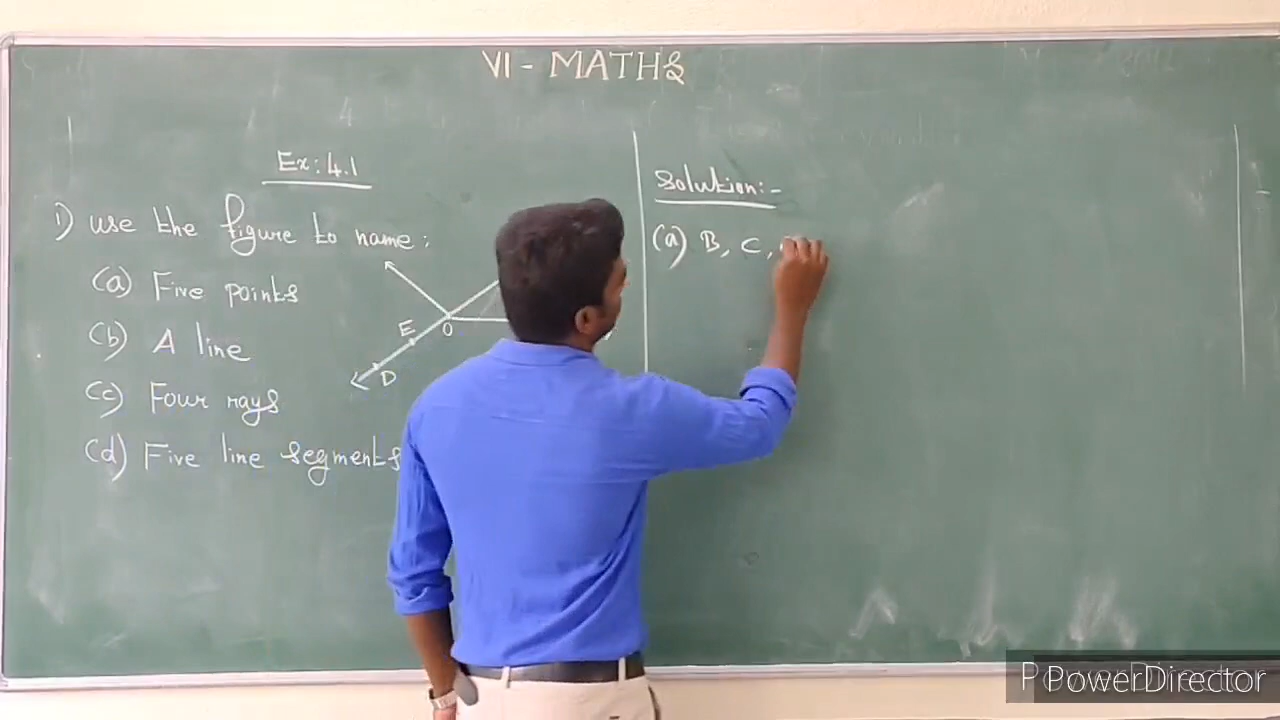 VI - MATHS
Ex: 4.1
1) use the figure to name:
(a) Five points
(b) A line
(c) Four rays
(d) Five line segments
E
O
D
Solution:-
(a) B, C,
PowerDirector